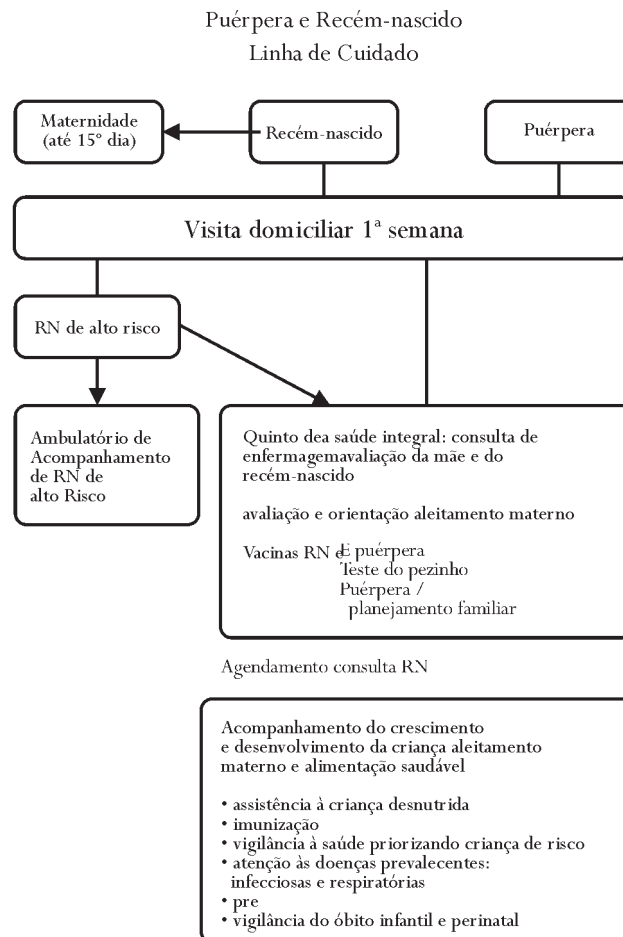 Puérpera e Recém-nascido
Linha de Cuidado
Maternidade
(até 15º dia)
Recém-nascido
Puérpera
Visita domiciliar 1ª semana
RN de alto risco
Ambulatório de
Acompanhamento
de RN de
alto Risco
Quinto dea saúde integral: consulta de
enfermagemavaliação da mãe e do
recém-nascido
avaliação e orientação aleitamento materno
Vacinas RN e E puérpera
Teste do pezinho
Puérpera /
planejamento familiar
Agendamento consulta RN
Acompanhamento do crescimento
e desenvolvimento da criança aleitamento
materno e alimentação saudável
• assistência à criança desnutrida
• imunização
• vigilância à saúde priorizando criança de risco
• atenção às doenças prevalecentes:
infecciosas e respiratórias
• pre
• vigilância do óbito infantil e perinatal